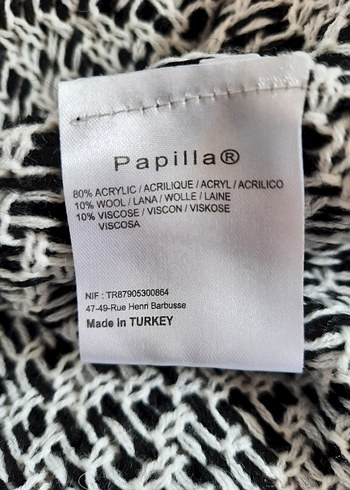 Papilla®
80% ACRYLIC / ACRILIQUE / ACRYL / ACRILICO
10% WOOL / LANA / WOLLE / LAINE
10% VISCOSE / VISCON / VISKOSE
VISCOSA
NIF : TR87905300864
47-49-Rue Henri Barbusse
Made in TURKEY